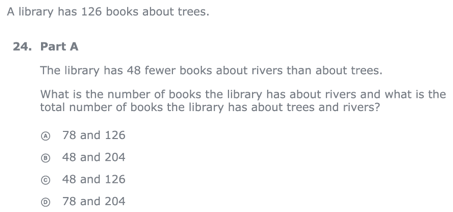 A library has 126 books about trees.
24. Part A
The library has 48 fewer books about rivers than about trees.
What is the number of books the library has about rivers and what is the
total number of books the library has about trees and rivers?
Ⓐ 78 and 126
Ⓑ 48 and 204
Ⓒ 48 and 126
Ⓓ 78 and 204